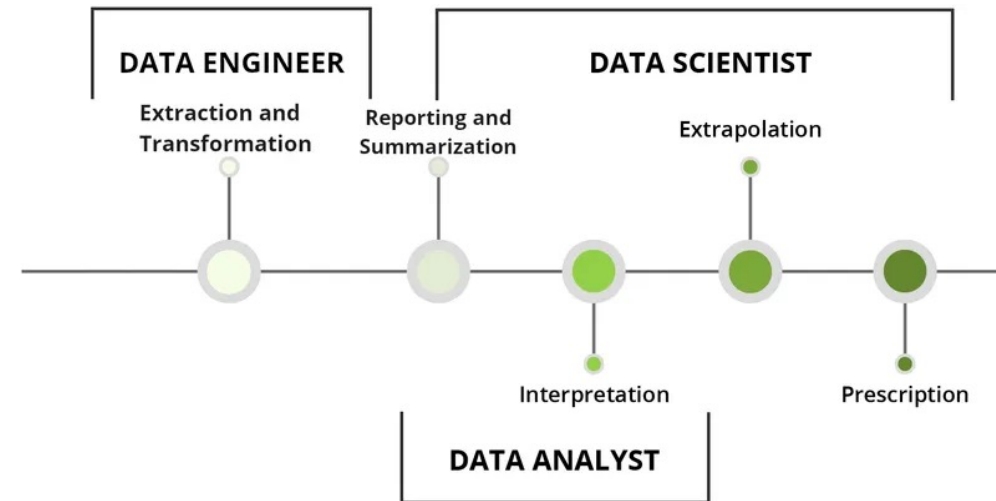 DATA ENGINEER
DATA SCIENTIST
Extraction and
Transformation
Reporting and
Summarization
Extrapolation
Interpretation
Prescription
DATA ANALYST